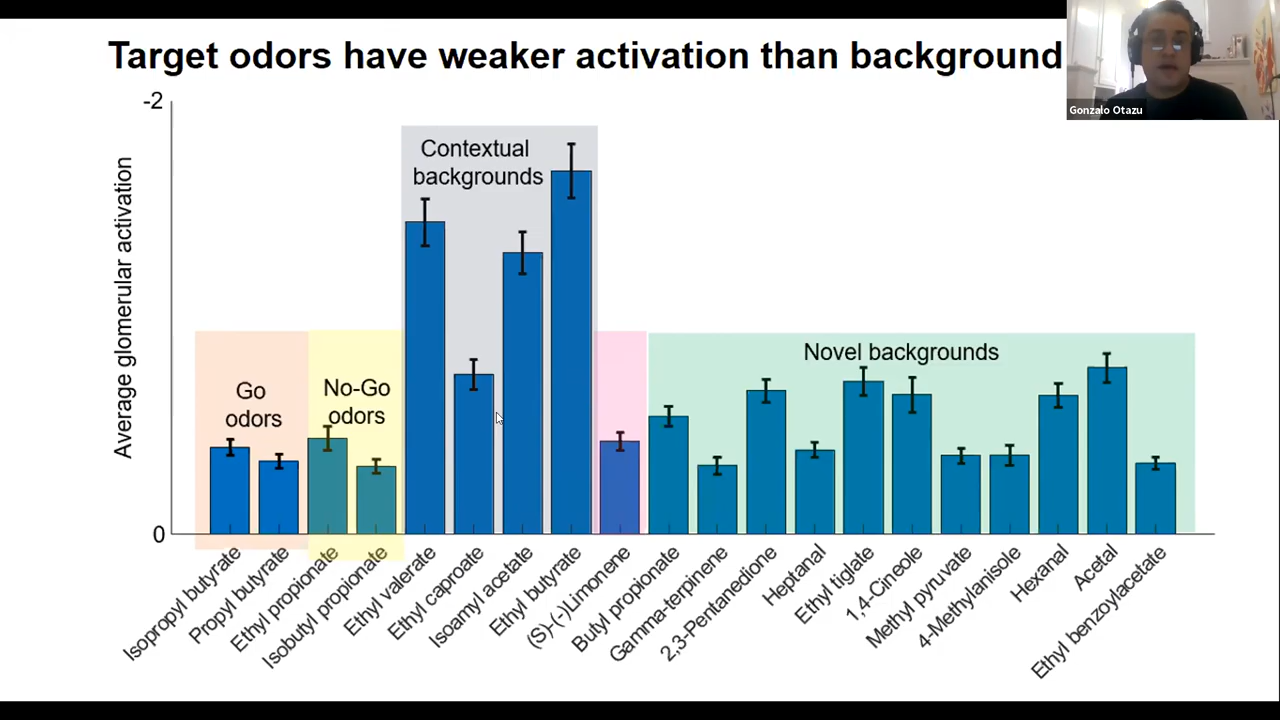 Target odors have weaker activation than background
Gonzalo Otazu
-2
Average glomerular activation
0
Contextual
backgrounds
Go
odors
No-Go
odors
Novel backgrounds
Isopropyl butyrate
Propyl butyrate
Ethyl propionate
Isobutyl propionate
Ethyl valerate
Ethyl caproate
Isoamyl acetate
Ethyl butyrate
(S)-(-)Limonene
Butyl propionate
Gamma-terpinene
2,3-Pentanedione
Heptanal
Ethyl tiglate
1,4-Cineole
Methyl pyruvate
4-Methylanisole
Hexanal
Acetal
Ethyl benzoylacetate